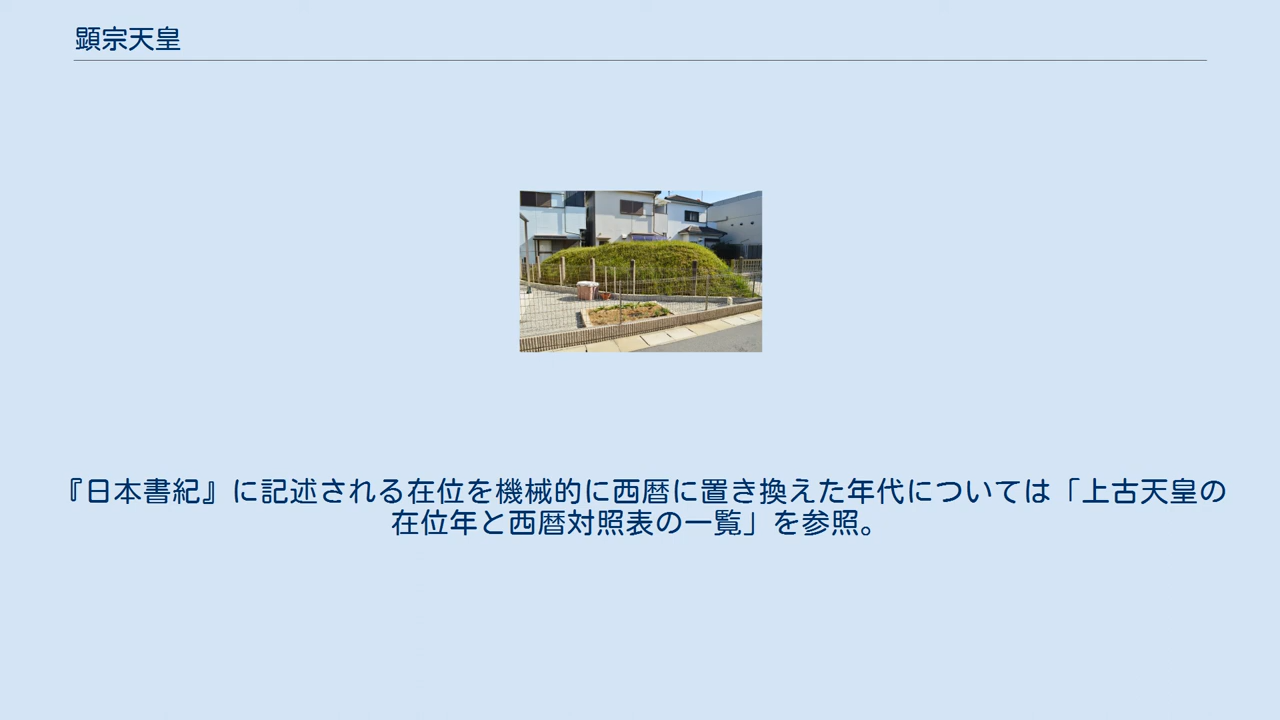 顕宗天皇
『日本書紀』に記述される在位を機械的に西暦に置き換えた年代については「上古天皇の
在位年と西暦対照表の一覧」を参照。